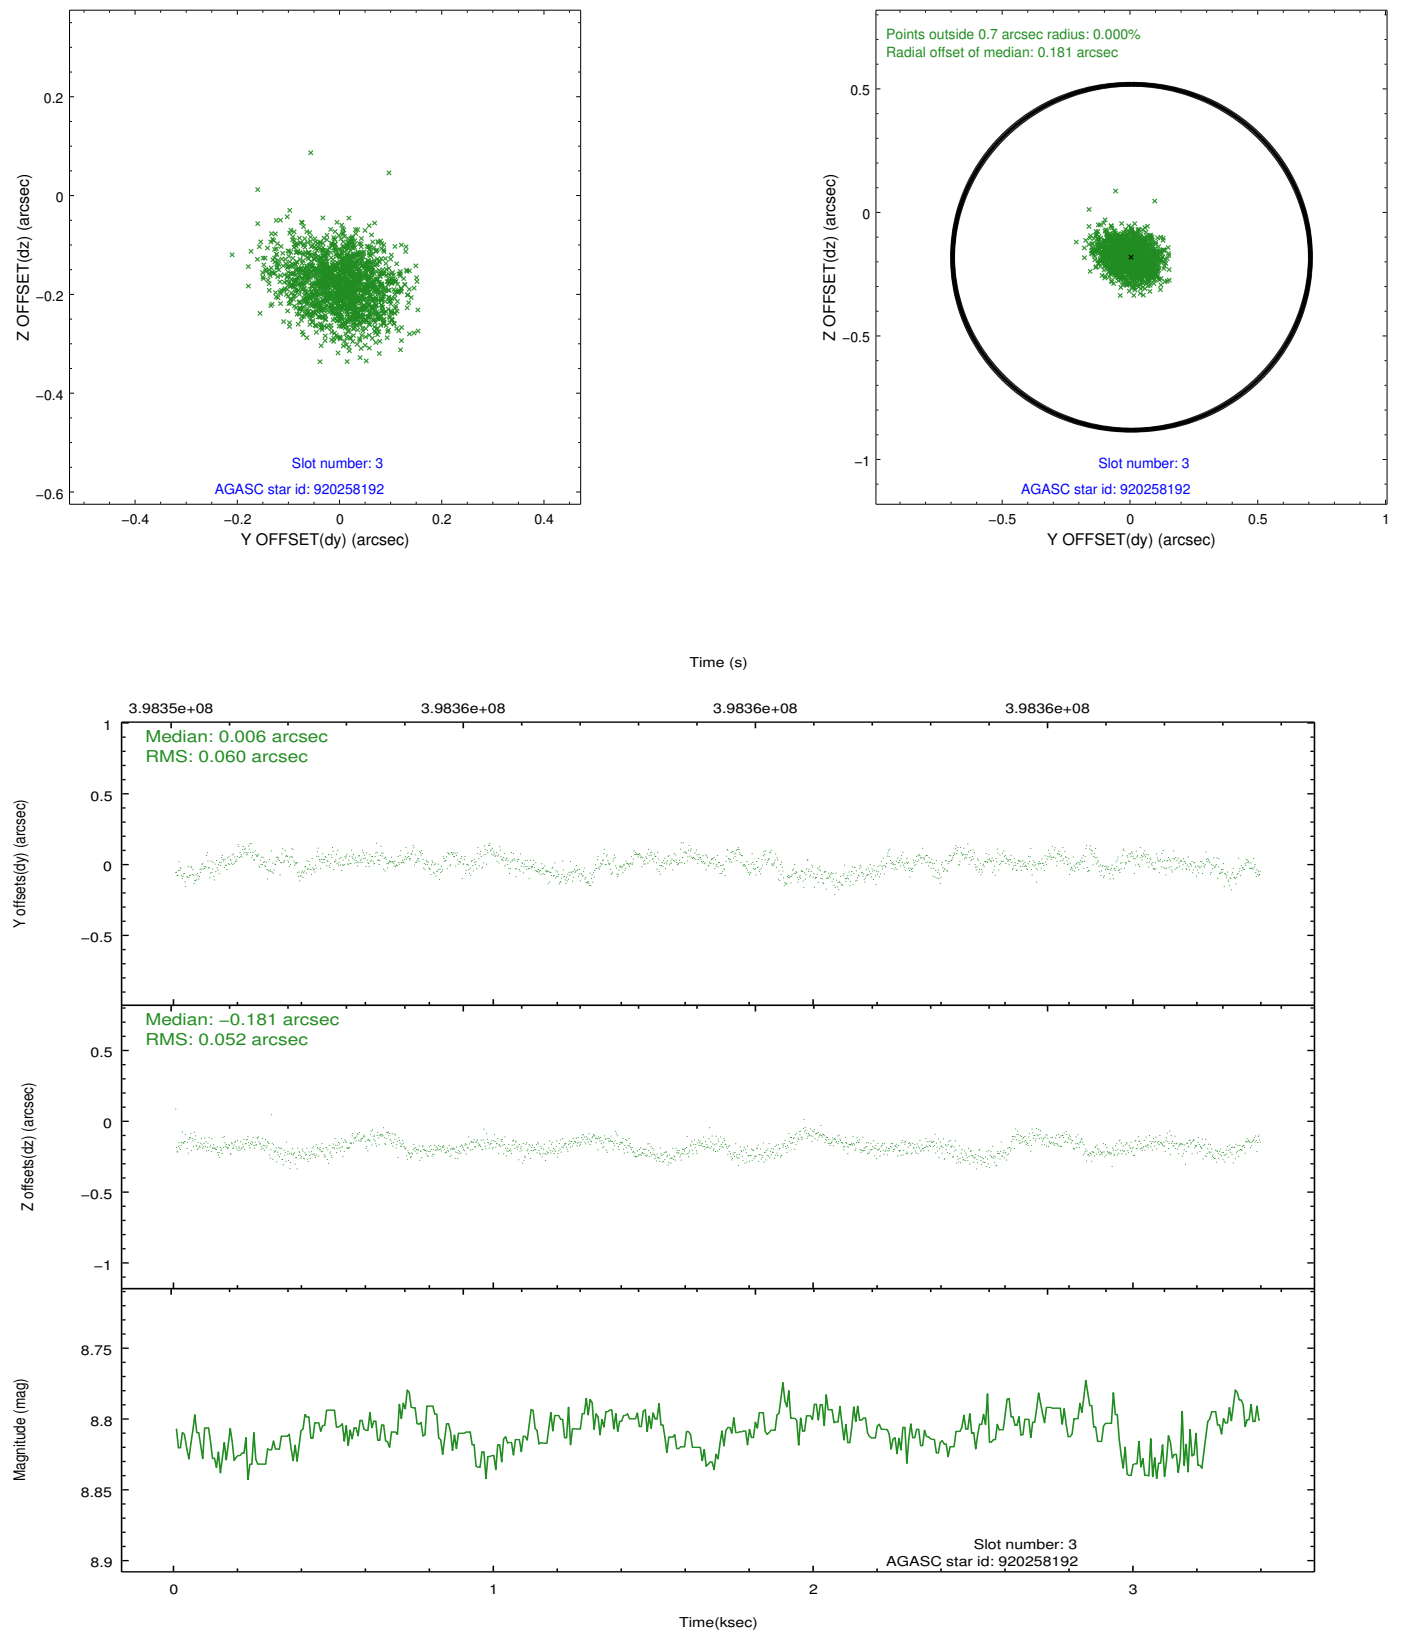 0.2
0
−0.2
−0.4
−0.6
Z OFFSET(dz) (arcsec)
Slot number: 3
AGASC star id: 920258192
−0.4
−0.2
0
0.2
0.4
Y OFFSET(dy) (arcsec)
Points outside 0.7 arcsec radius: 0.000%
Radial offset of median: 0.181 arcsec
0.5
0
−0.5
−1
Z OFFSET(dz) (arcsec)
Slot number: 3
AGASC star id: 920258192
−0.5
0
0.5
1
Y OFFSET(dy) (arcsec)
Time (s)
3.9835e+08
3.9836e+08
3.9836e+08
3.9836e+08
Median: 0.006 arcsec
RMS: 0.060 arcsec
1
0.5
0
−0.5
Y offsets(dy) (arcsec)
Median: −0.181 arcsec
RMS: 0.052 arcsec
0.5
0
−0.5
−1
Z offsets(dz) (arcsec)
8.75
8.8
8.85
8.9
Magnitude (mag)
Slot number: 3
AGASC star id: 920258192
0
1
2
3
Time(ksec)